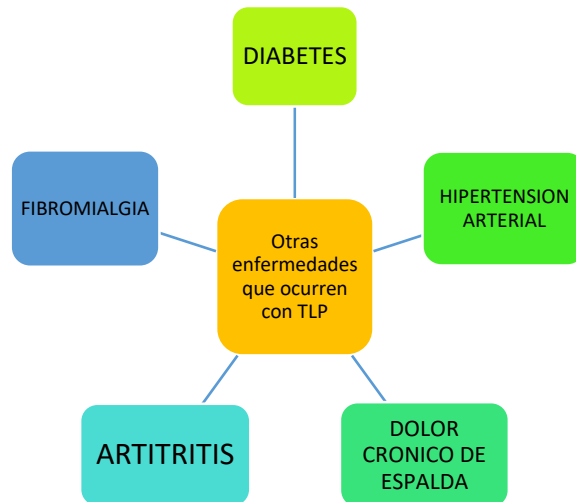 DIABETES
FIBROMIALGIA
HIPERTENSION
ARTERIAL
Otras
enfermedades
que ocurren
con TLP
ARTITRITIS
DOLOR
CRONICO DE
ESPALDA